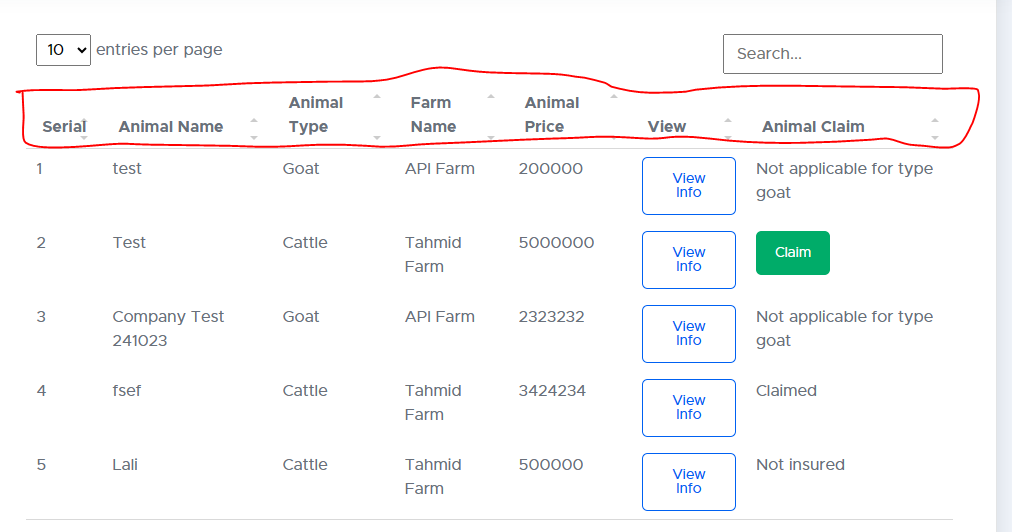 10 entries per page
Search...
Serial Animal Name Animal Type Farm Name Animal Price View Animal Claim
1 test Goat API Farm 200000 View Info Not applicable for type goat
2 Test Cattle Tahmid Farm 5000000 View Info Claim
3 Company Test 241023 Goat API Farm 2323232 View Info Not applicable for type goat
4 fsef Cattle Tahmid Farm 3424234 View Info Claimed
5 Lali Cattle Tahmid Farm 500000 View Info Not insured